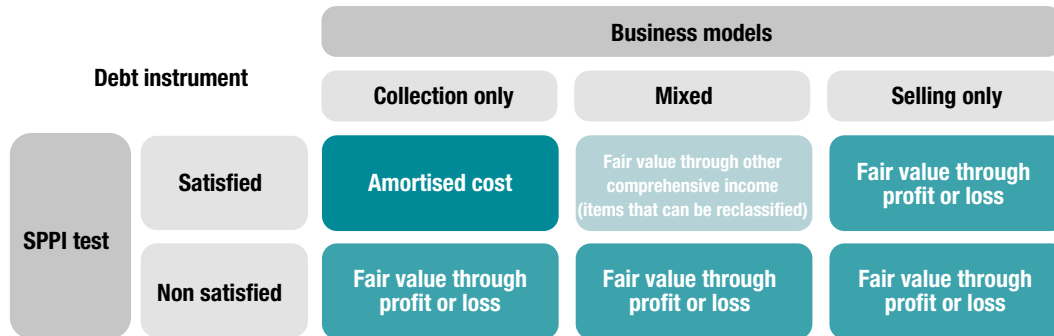 Business models
Debt instrument
Collection only
Mixed
Selling only
SPPI test
Satisfied
Amortised cost
Fair value through other
comprehensive income
(items that can be reclassified)
Fair value through
profit or loss
Non satisfied
Fair value through
profit or loss
Fair value through
profit or loss
Fair value through
profit or loss